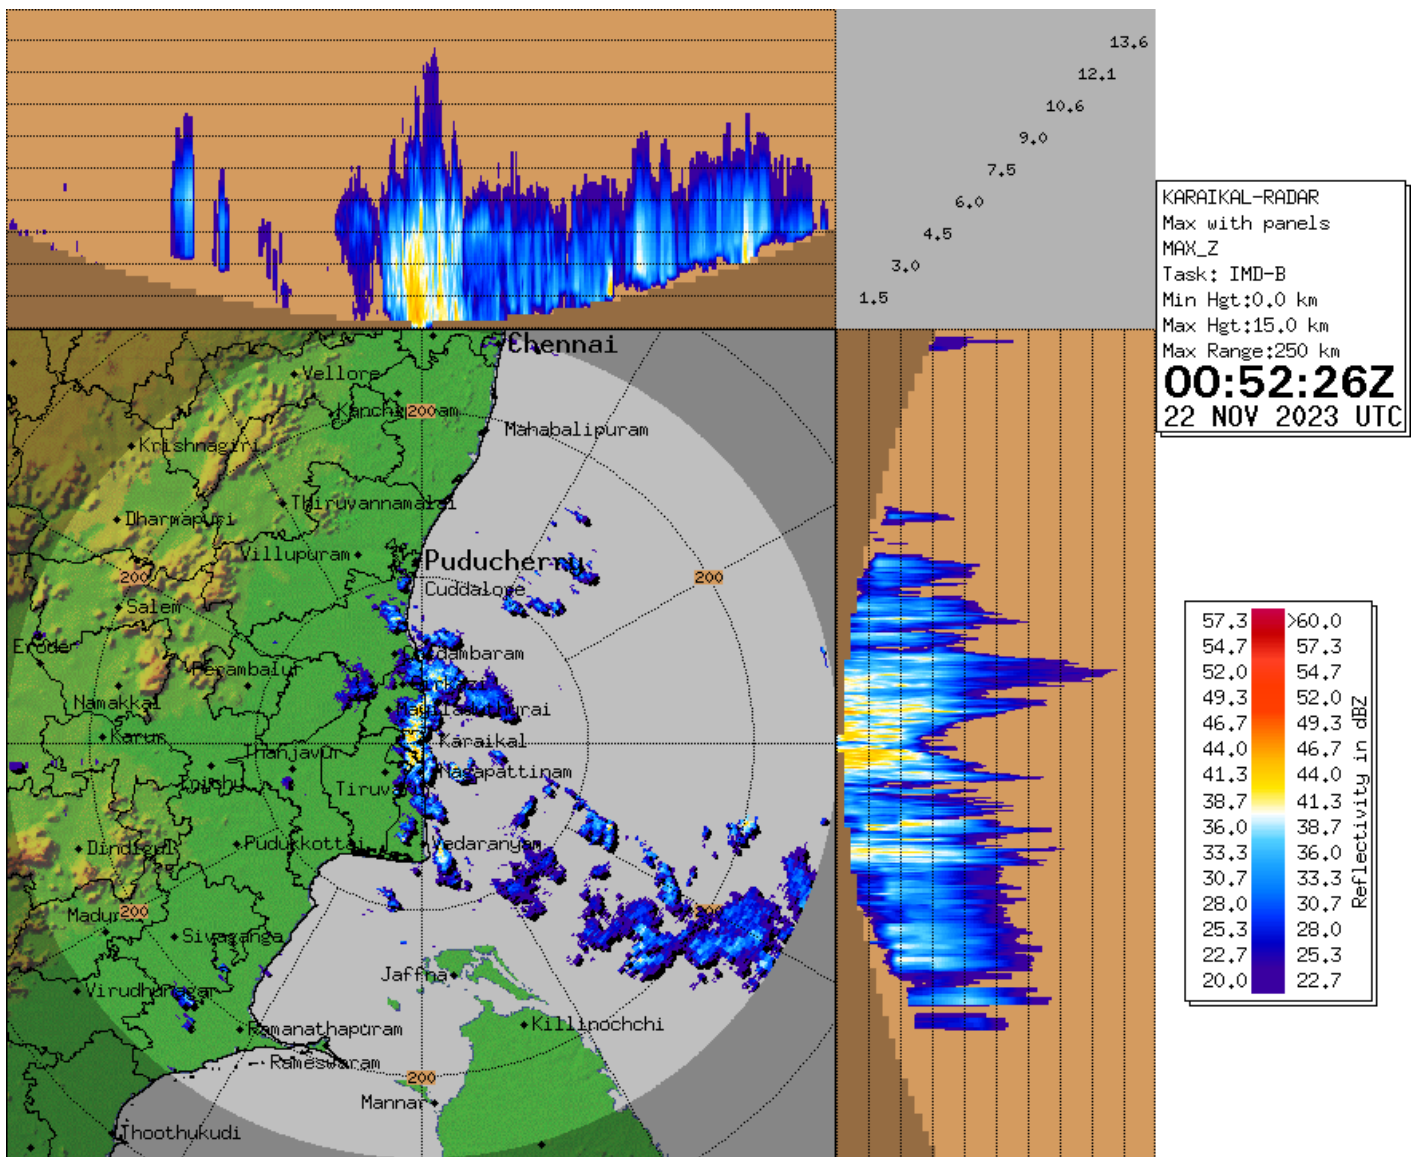 13.6
12.1
10.6
9.0
7.5
6.0
4.5
3.0
1.5
KARAIKAL-RADAR
Max with panels
MAX_Z
Task: IMD-B
Min Hgt:0.0 km
Max Hgt:15.0 km
Max Range:250 km
00:52:26Z
22 NOV 2023 UTC
Chennai
Vellore
200
Mahabalipuram
Krishnagiri
Thiruvannamalai
Dharmapuri
Villupuram
Puducherry
200
200
Cuddalore
Salem
Erode
Chidambaram
Perambalur
Namakkal
Mayiladuthurai
Karur
Karaikal
Thanjavur
Nagapattinam
Pudukkottai
Vedaranyam
Dindigul
200
Sivaganga
Jaffna
Virudhunagar
Ramanathapuram
Killinochchi
Rameswaram
200
Mannar
Thoothukudi
57.3 >60.0
54.7 57.3
52.0 54.7
49.3 52.0
46.7 49.3
44.0 46.7
41.3 44.0
38.7 41.3
36.0 38.7
33.3 36.0
30.7 33.3
28.0 30.7
25.3 28.0
22.7 25.3
20.0 22.7
Reflectivity in dBZ